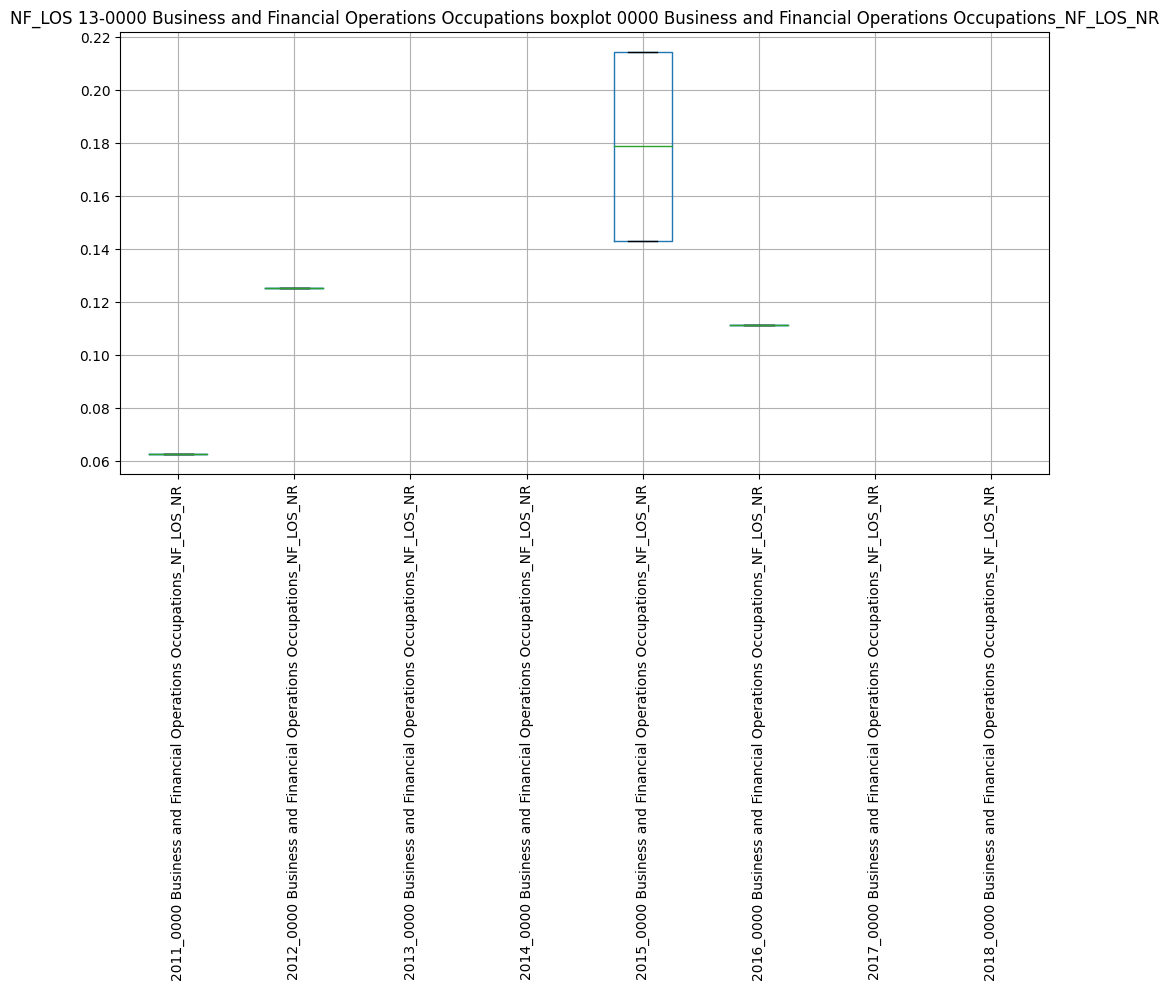 NF_LOS 13-0000 Business and Financial Operations Occupations boxplot 0000 Business and Financial Operations Occupations_NF_LOS_NR
0.22
0.20
0.18
0.16
0.14
0.12
0.10
0.08
0.06
2011_0000 Business and Financial Operations Occupations_NF_LOS_NR
2012_0000 Business and Financial Operations Occupations_NF_LOS_NR
2013_0000 Business and Financial Operations Occupations_NF_LOS_NR
2014_0000 Business and Financial Operations Occupations_NF_LOS_NR
2015_0000 Business and Financial Operations Occupations_NF_LOS_NR
2016_0000 Business and Financial Operations Occupations_NF_LOS_NR
2017_0000 Business and Financial Operations Occupations_NF_LOS_NR
2018_0000 Business and Financial Operations Occupations_NF_LOS_NR